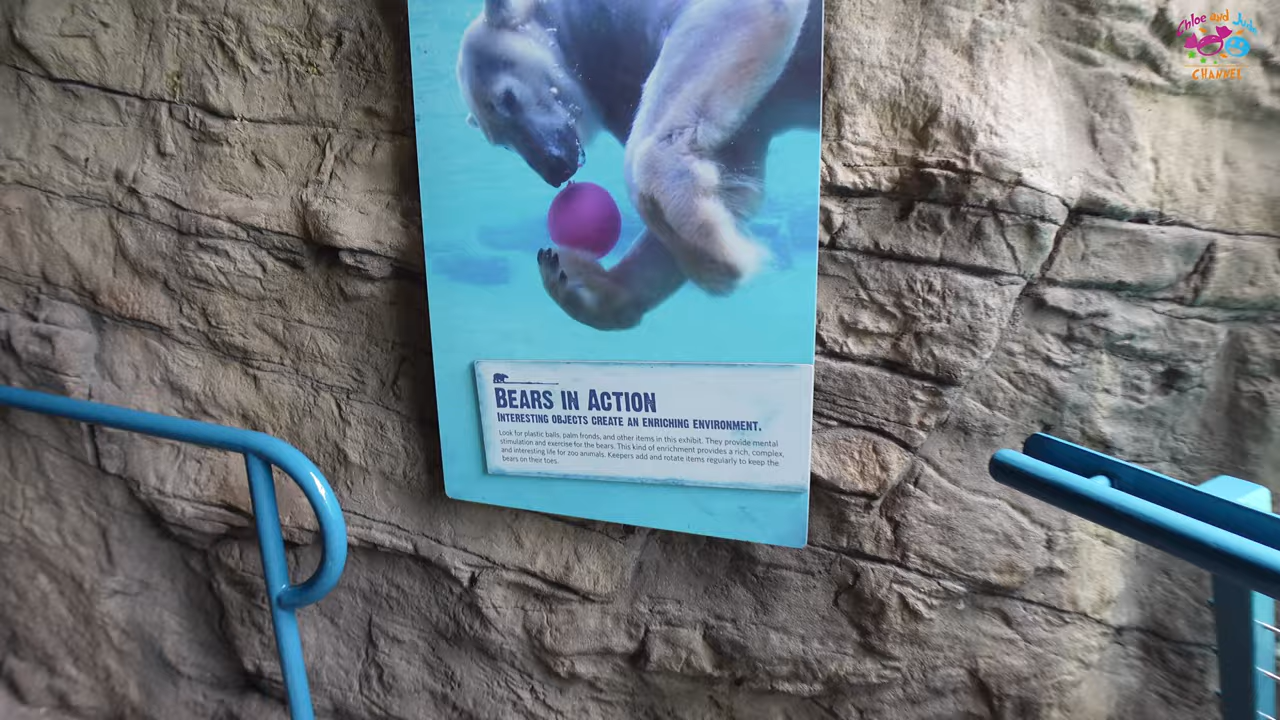 Chloe and Jude
CHANNEL
BEARS IN ACTION
INTERESTING OBJECTS CREATE AN ENRICHING ENVIRONMENT.
Look for plastic balls, palm fronds, and other items in this exhibit. They provide mental
stimulation and exercise for the bears. This kind of enrichment provides a rich, complex,
and interesting life for zoo animals. Keepers add and rotate items regularly to keep the
bears on their toes.